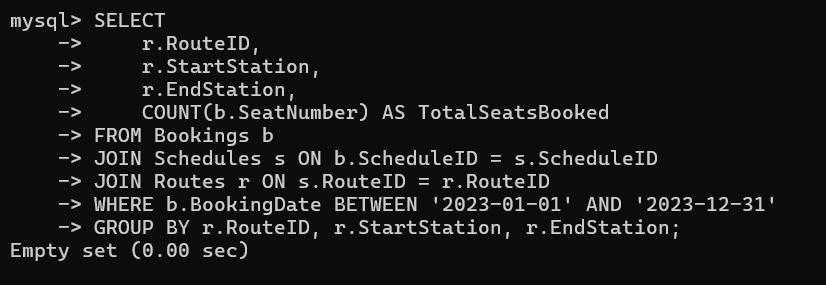 mysql> SELECT
    ->     r.RouteID,
    ->     r.StartStation,
    ->     r.EndStation,
    ->     COUNT(b.SeatNumber) AS TotalSeatsBooked
    -> FROM Bookings b
    -> JOIN Schedules s ON b.ScheduleID = s.ScheduleID
    -> JOIN Routes r ON s.RouteID = r.RouteID
    -> WHERE b.BookingDate BETWEEN '2023-01-01' AND '2023-12-31'
    -> GROUP BY r.RouteID, r.StartStation, r.EndStation;
Empty set (0.00 sec)